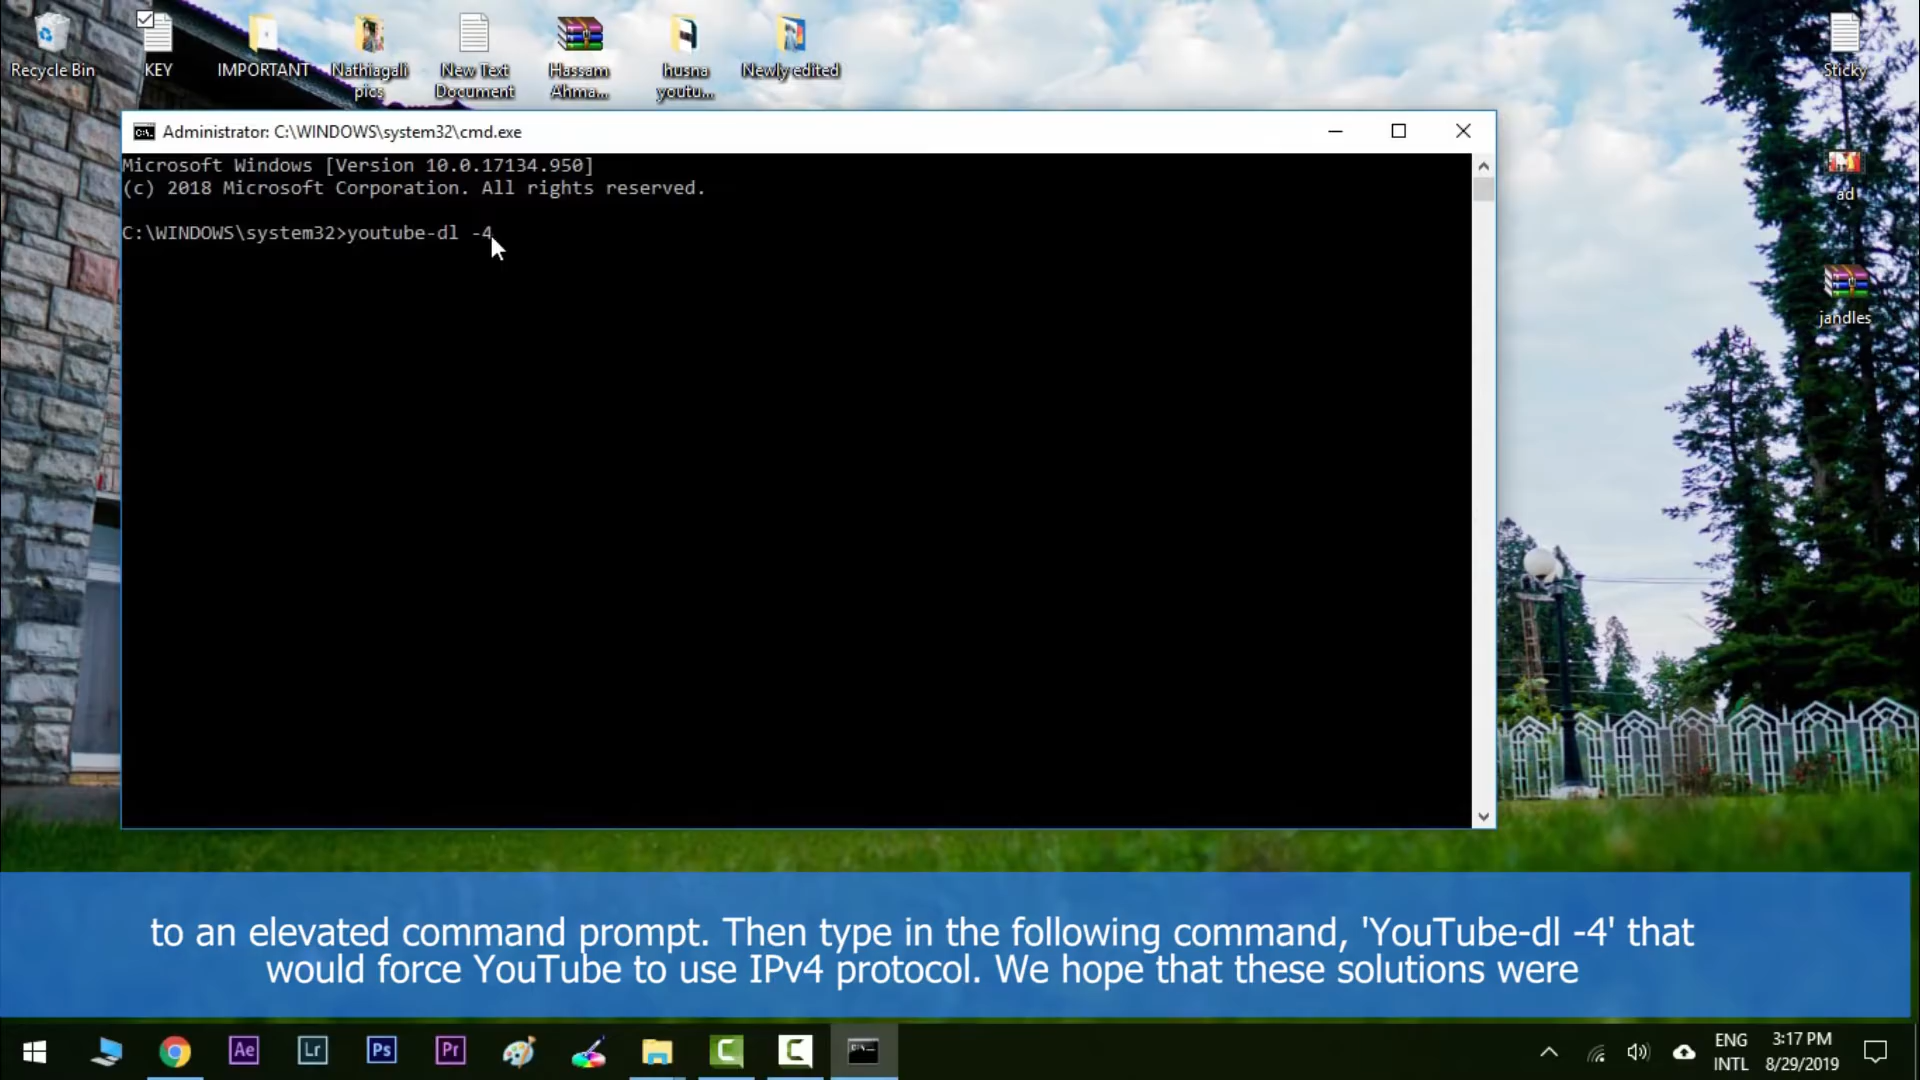 Recycle Bin
KEY
IMPORTANT
Nathiagali
pics
New Text
Document
Hassam
Ahma...
husna
youtu...
Newly edited
Sticky
Administrator: C:\WINDOWS\system32\cmd.exe
Microsoft Windows [Version 10.0.17134.950]
(c) 2018 Microsoft Corporation. All rights reserved.
C:\WINDOWS\system32>youtube-dl -4
ad
jandles
to an elevated command prompt. Then type in the following command, 'YouTube-dl -4' that
would force YouTube to use IPv4 protocol. We hope that these solutions were
Ae
Lr
Ps
Pr
ENG
INTL
3:17 PM
8/29/2019